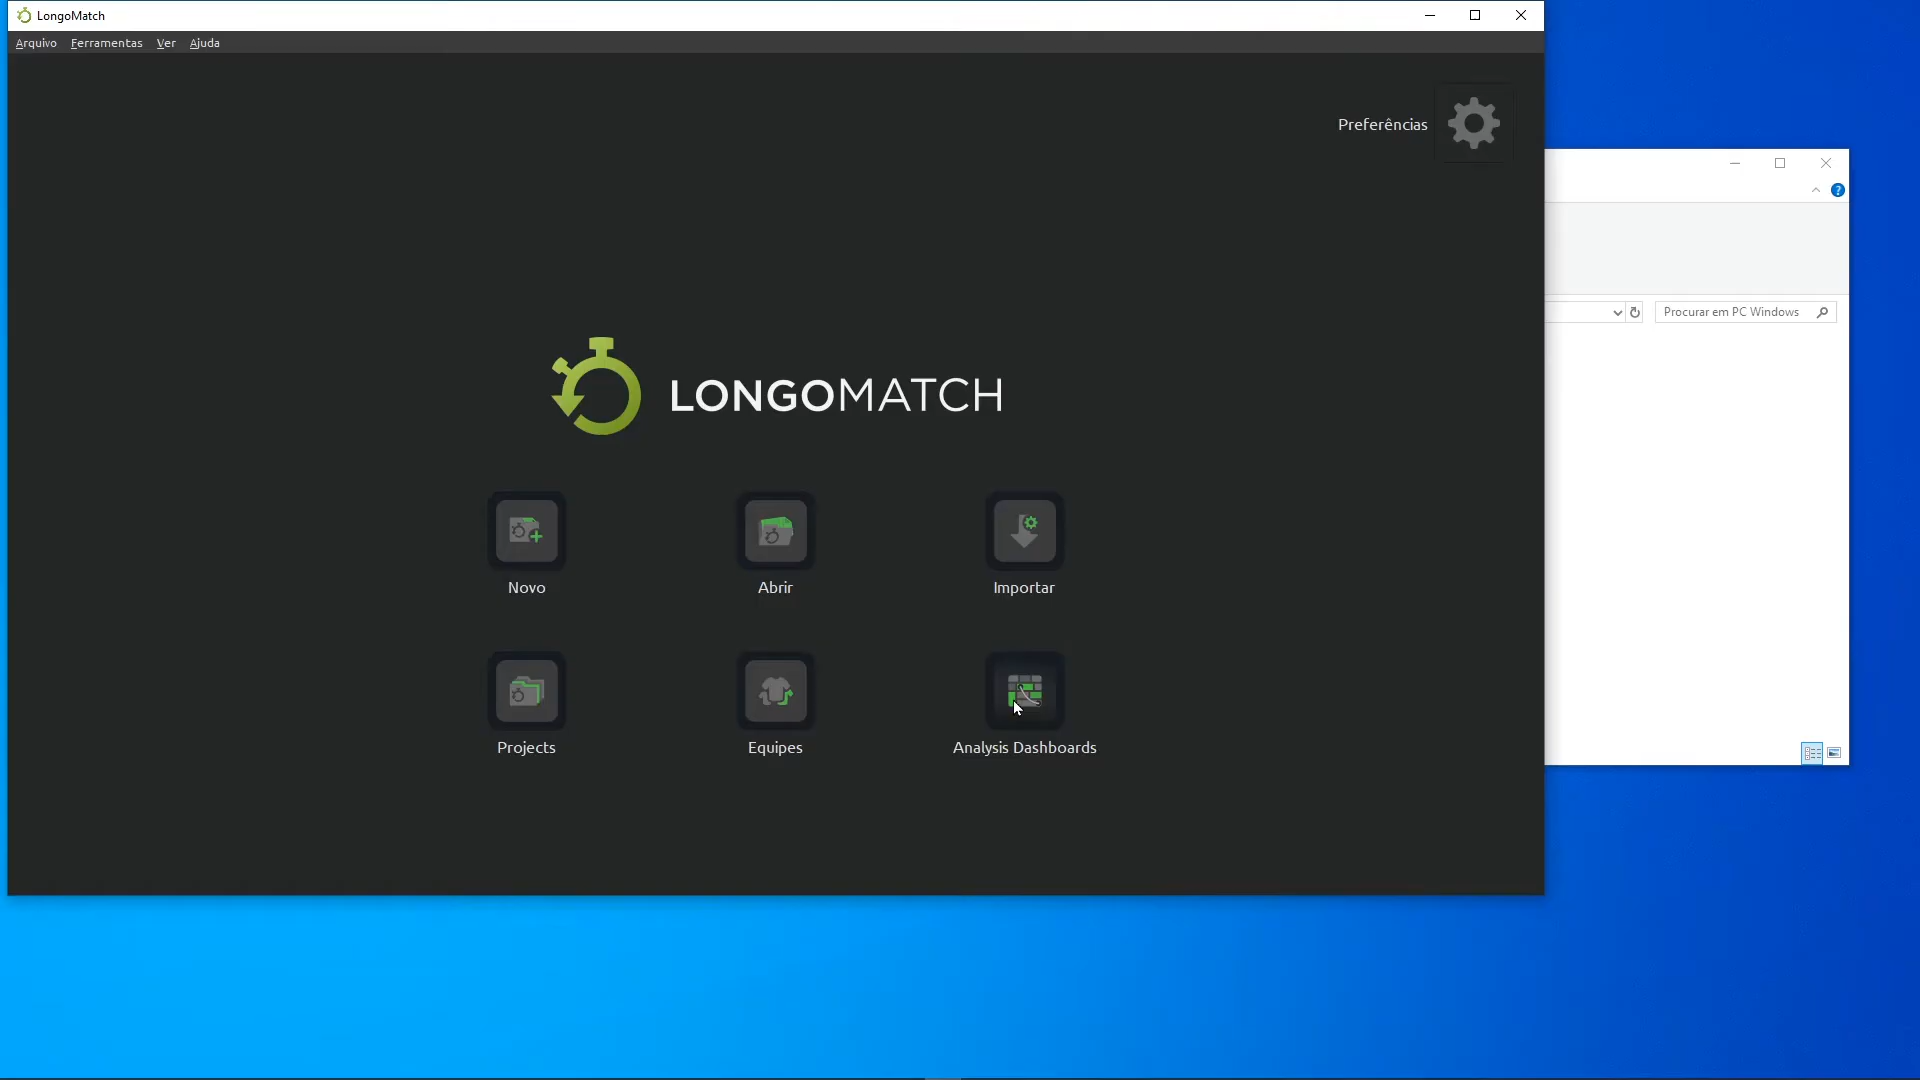 LongoMatch
Arquivo Ferramentas Ver Ajuda
Preferências
?
Procurar em PC Windows
LONGOMATCH
Novo Abrir Importar
Projects Equipes Analysis Dashboards